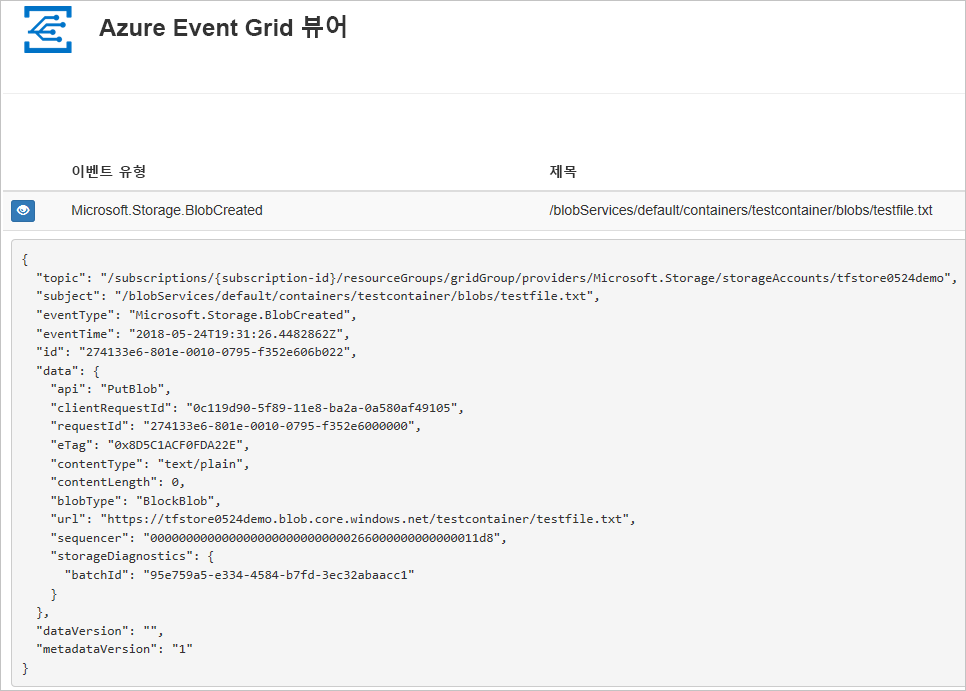 Azure Event Grid 뷰어
이벤트 유형 제목
Microsoft.Storage.BlobCreated /blobServices/default/containers/testcontainer/blobs/testfile.txt
{
"topic": "/subscriptions/{subscription-id}/resourceGroups/gridGroup/providers/Microsoft.Storage/storageAccounts/tfstore0524demo",
"subject": "/blobServices/default/containers/testcontainer/blobs/testfile.txt",
"eventType": "Microsoft.Storage.BlobCreated",
"eventTime": "2018-05-24T19:31:26.4482862Z",
"id": "274133e6-801e-0010-0795-f352e606b022",
"data": {
"api": "PutBlob",
"clientRequestId": "0c119d90-5f89-11e8-ba2a-0a580af49105",
"requestId": "274133e6-801e-0010-0795-f352e6000000",
"eTag": "0x8D5C1ACF0FDA22E",
"contentType": "text/plain",
"contentLength": 0,
"blobType": "BlockBlob",
"url": "https://tfstore0524demo.blob.core.windows.net/testcontainer/testfile.txt",
"sequencer": "00000000000000000000000000000266000000000000011d8",
"storageDiagnostics": {
"batchId": "95e759a5-e334-4584-b7fd-3ec32abaacc1"
}
},
"dataVersion": "",
"metadataVersion": "1"
}